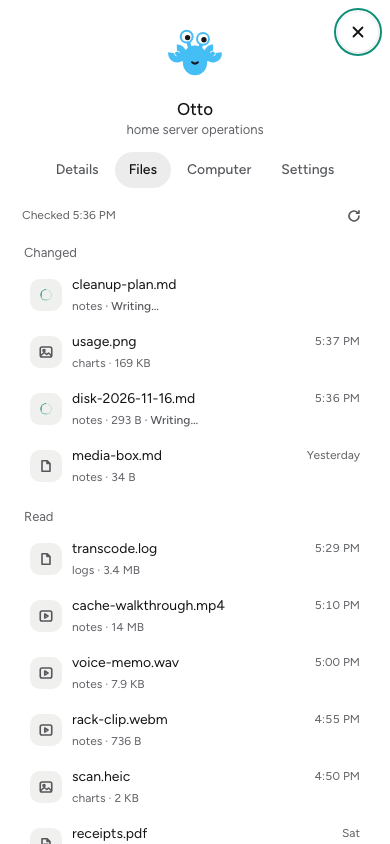 Otto
home server operations
Details Files Computer Settings
Checked 5:36 PM
Changed
cleanup-plan.md
notes · Writing...
usage.png 5:37 PM
charts · 169 KB
disk-2026-11-16.md 5:36 PM
notes · 293 B · Writing...
media-box.md Yesterday
notes · 34 B
Read
transcode.log 5:29 PM
logs · 3.4 MB
cache-walkthrough.mp4 5:10 PM
notes · 14 MB
voice-memo.wav 5:00 PM
notes · 7.9 KB
rack-clip.webm 4:55 PM
notes · 736 B
scan.heic 4:50 PM
charts · 2 KB
receipts.pdf Sat